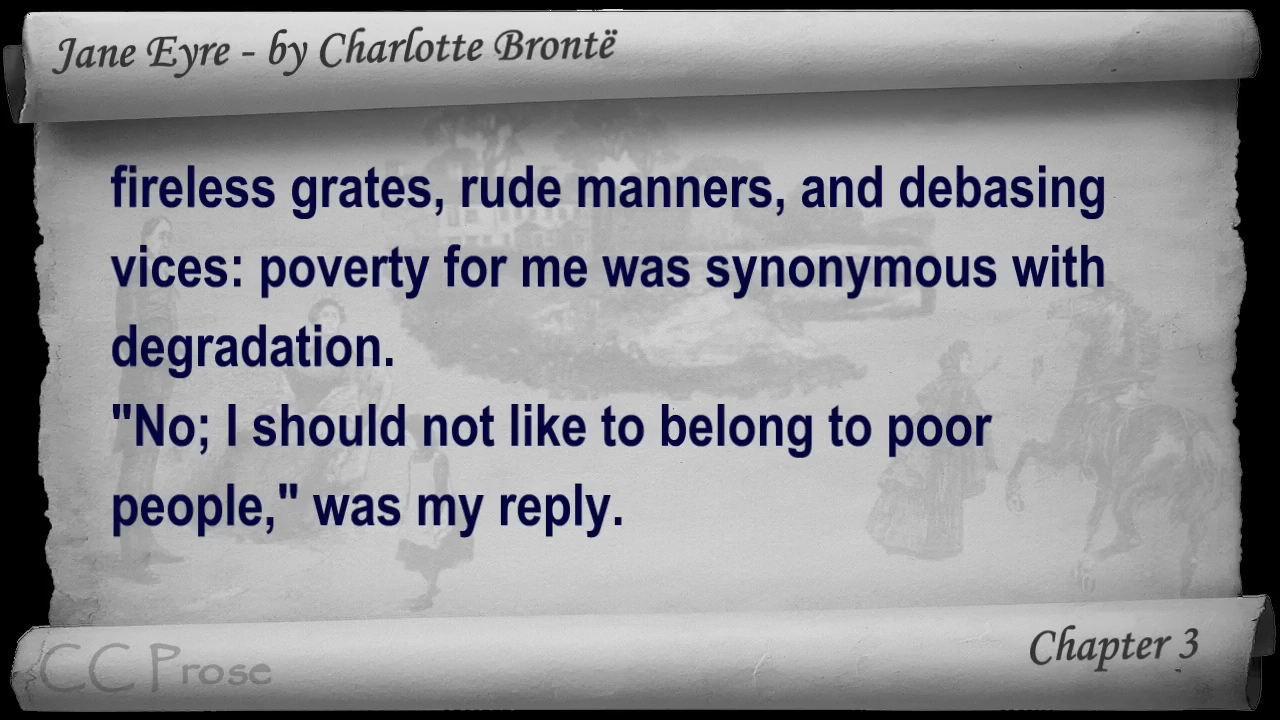 Jane Eyre - by Charlotte Brontë
fireless grates, rude manners, and debasing
vices: poverty for me was synonymous with
degradation.
"No; I should not like to belong to poor
people," was my reply.
Chapter 3
CC Prose